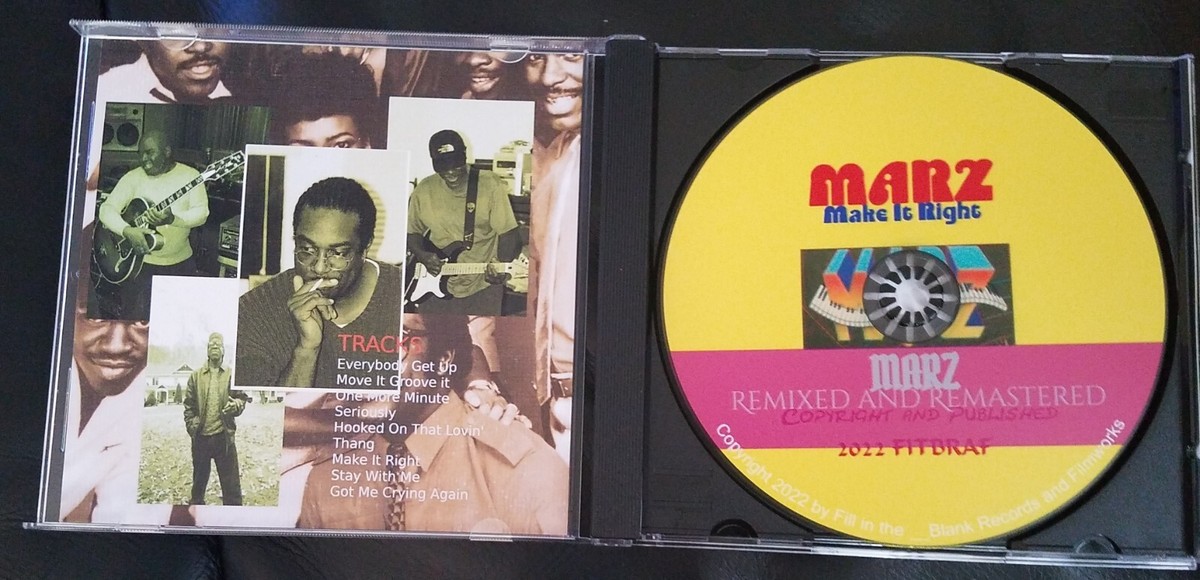 TRACKS
Everybody Get Up
Move It Groove it
One More Minute
Seriously
Hooked On That Lovin'
Thang
Make It Right
Stay With Me
Got Me Crying Again
MARZ
Make It Right
MARZ
REMIXED AND REMASTERED
COPYRIGHT AND PUBLISHED
2022 FITBRAF
Copyright 2022 by Fill in the __ Blank Records and Filmworks